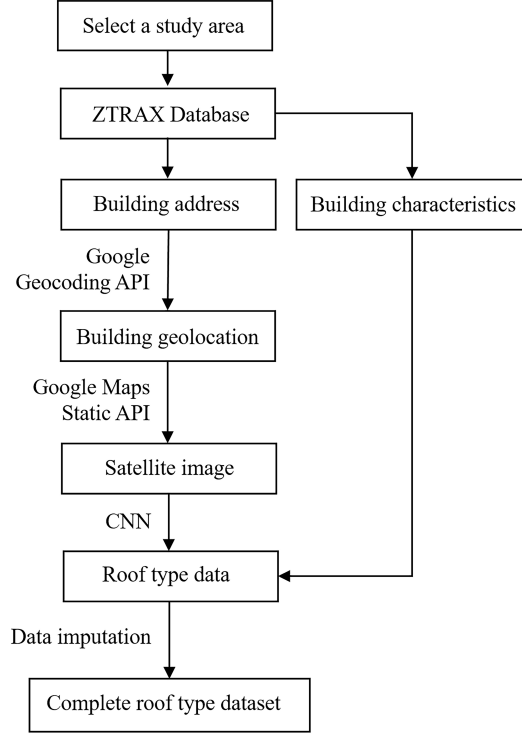 Select a study area
ZTRAX Database
Building address
Building characteristics
Google
Geocoding API
Building geolocation
Google Maps
Static API
Satellite image
CNN
Roof type data
Data imputation
Complete roof type dataset